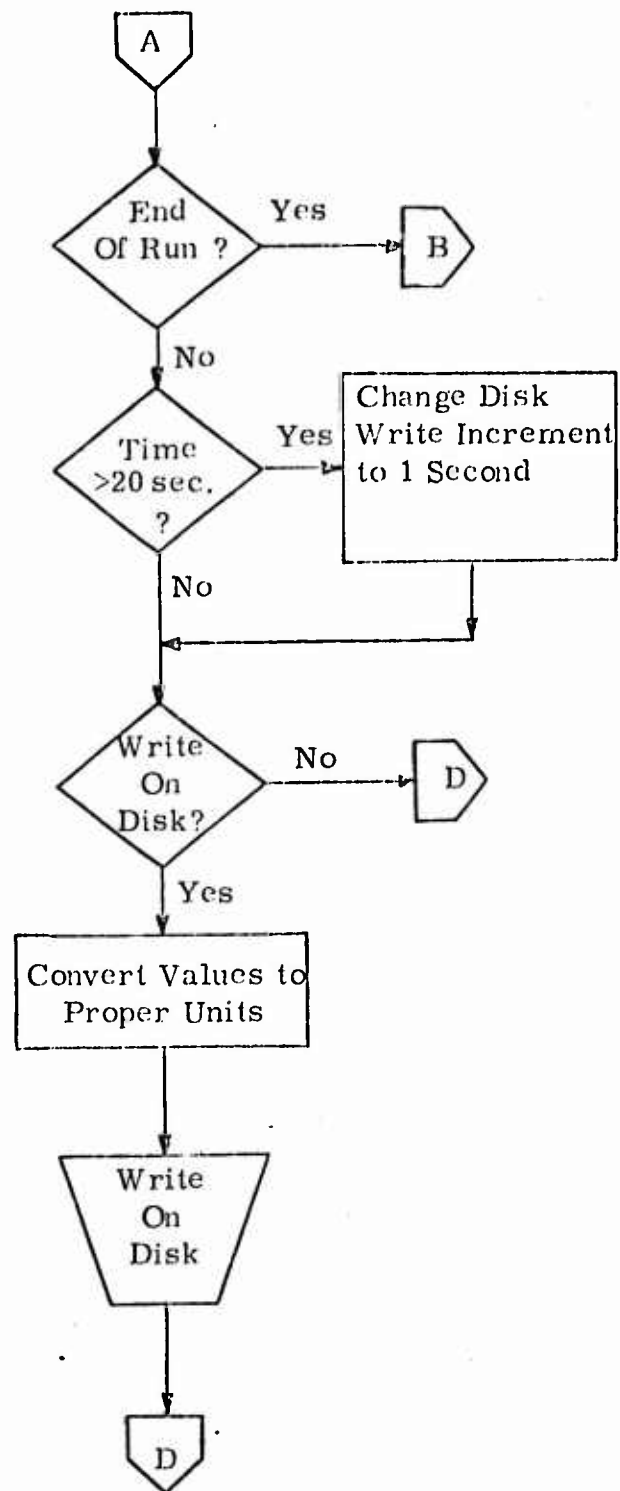 A
End
Of Run ?
Yes
B
No
Time
>20 sec.
?
Yes
Change Disk
Write Increment
to 1 Second
No
Write
On
Disk?
No
D
Yes
Convert Values to
Proper Units
Write
On
Disk
D